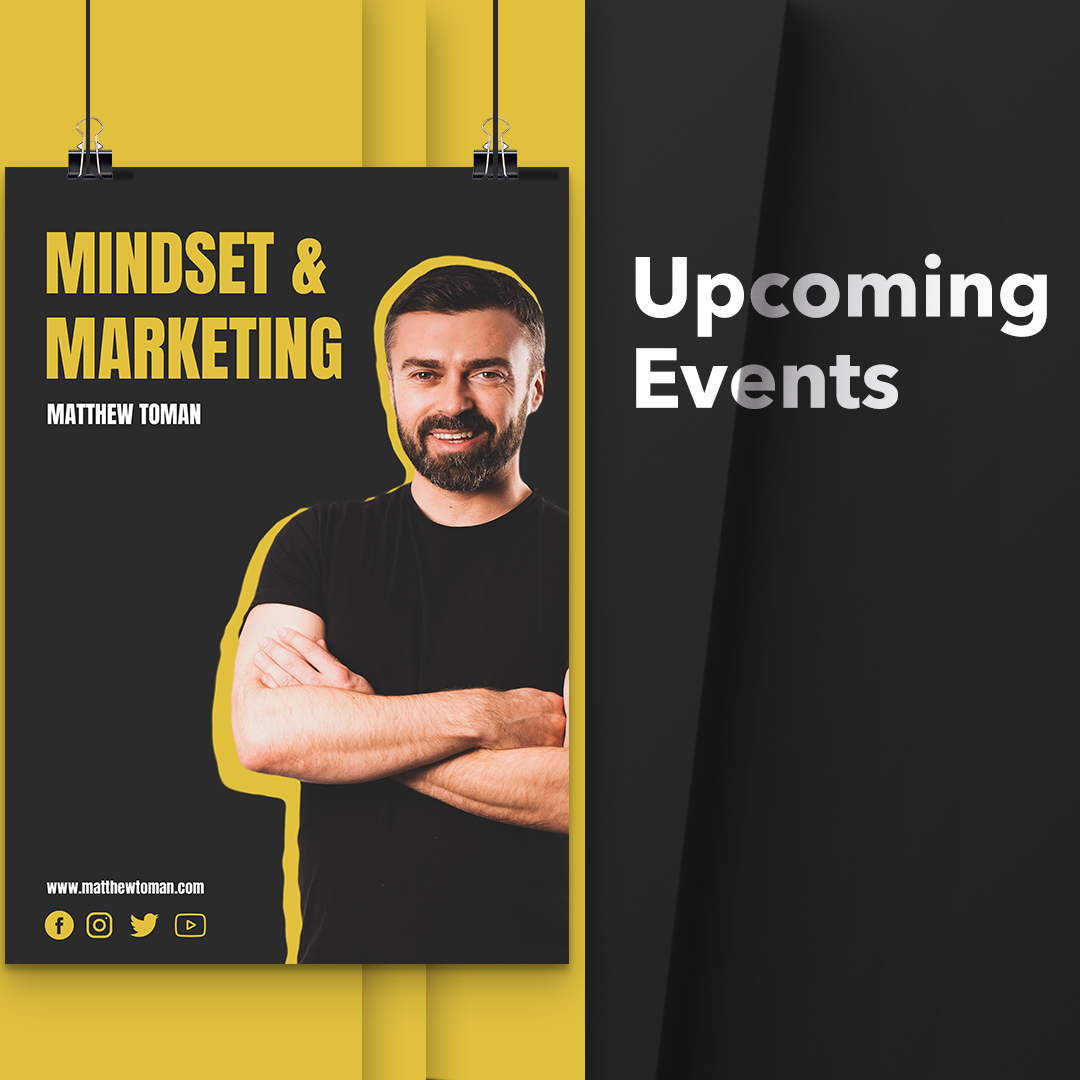 MINDSET &
MARKETING
MATTHEW TOMAN
www.matthewtoman.com
Upcoming
Events